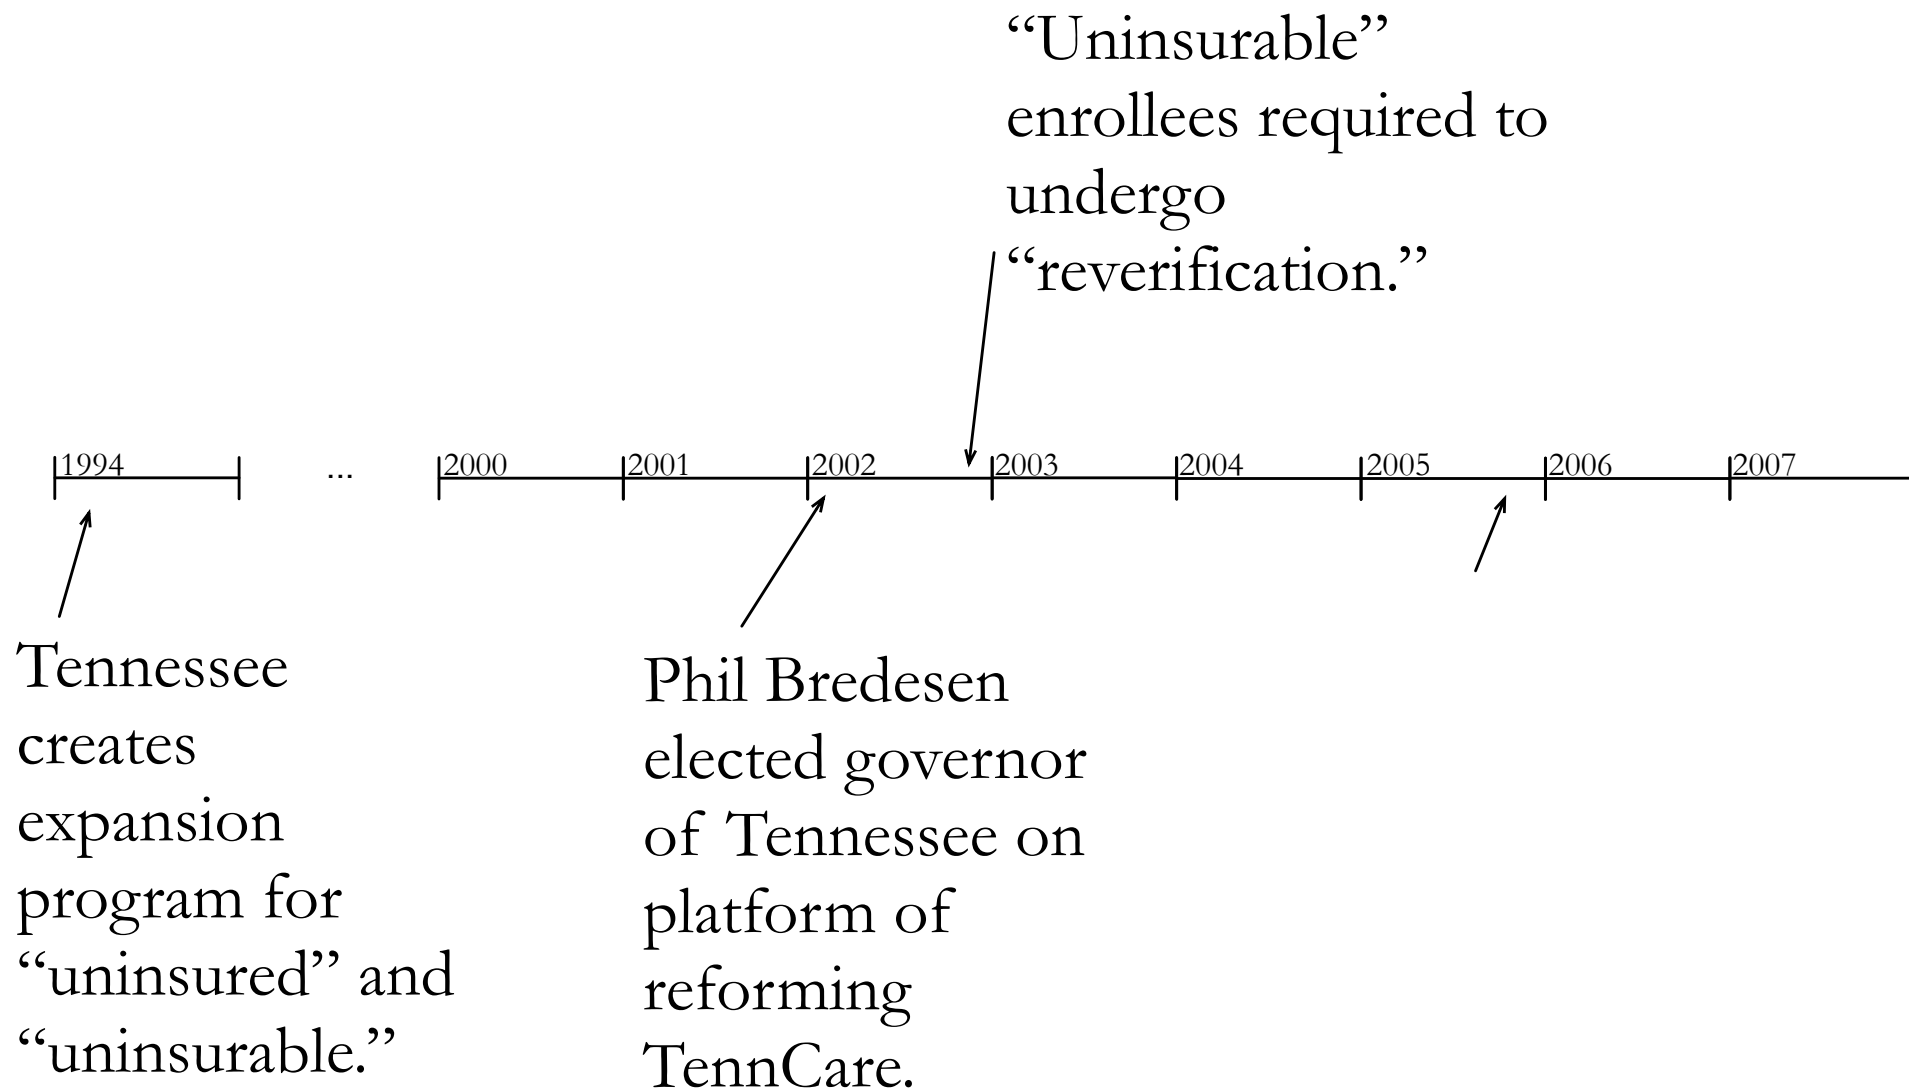 “Uninsurable”
enrollees required to
undergo
“reverification.”
1994
...
2000
2001
2002
2003
2004
2005
2006
2007
Tennessee
creates
expansion
program for
“uninsured” and
“uninsurable.”
Phil Bredesen
elected governor
of Tennessee on
platform of
reforming
TennCare.